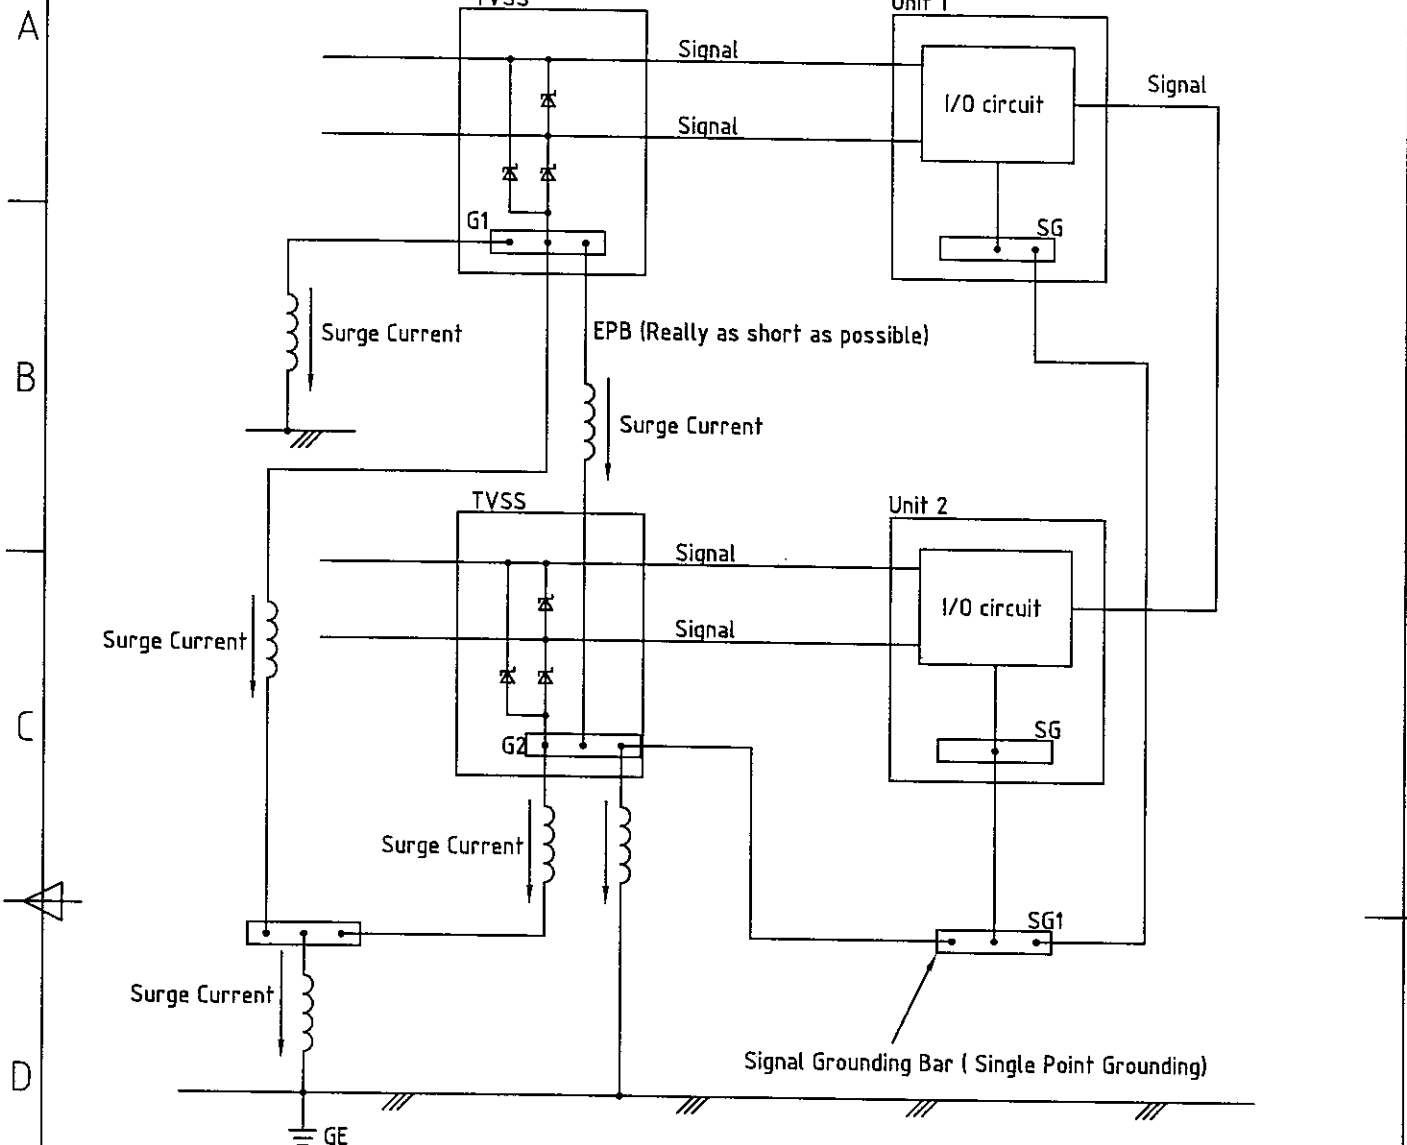 TVSS
Unit 1
A
Signal
I/O circuit
Signal
Signal
G1
SG
Surge Current
EPB (Really as short as possible)
B
Surge Current
TVSS
Unit 2
Signal
I/O circuit
Signal
Surge Current
C
G2
SG
Surge Current
SG1
Surge Current
Signal Grounding Bar ( Single Point Grounding)
D
GE